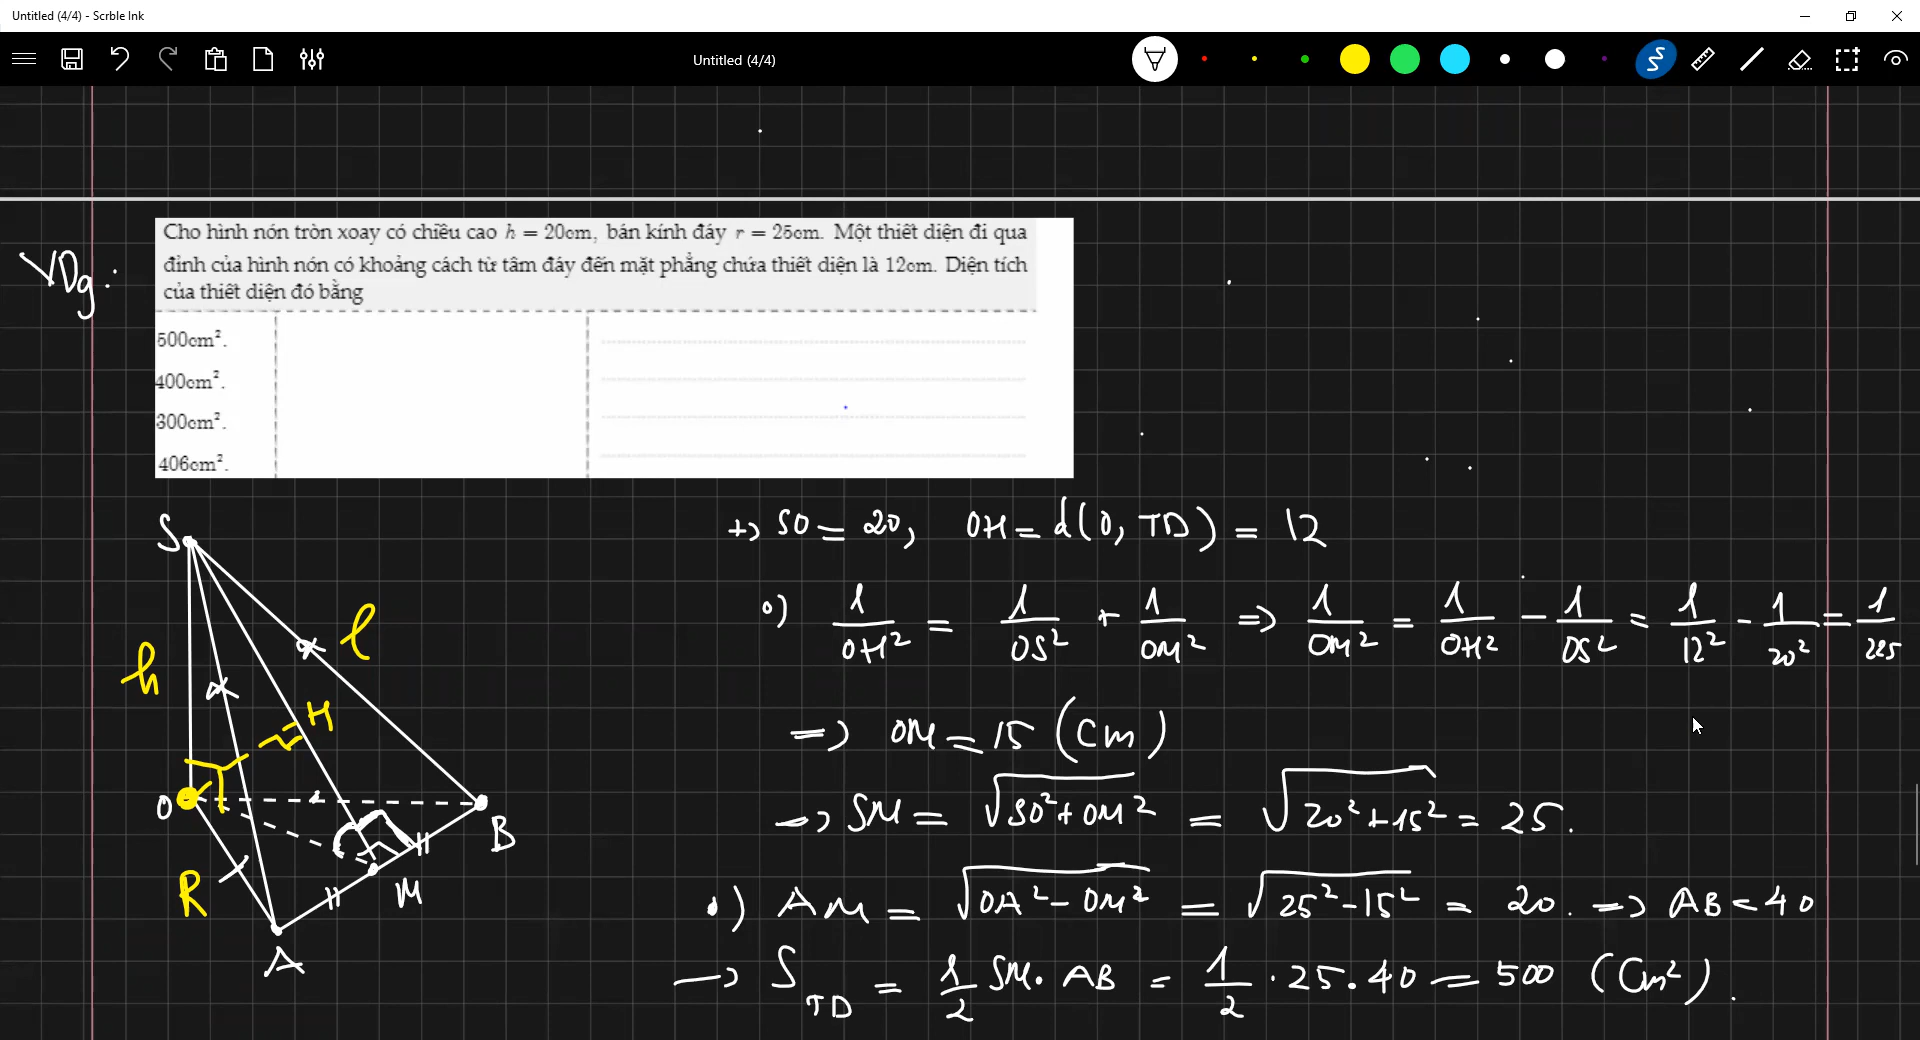 Untitled (4/4) - Scrble Ink
Untitled (4/4)
VD9:
Cho hình nón tròn xoay có chiều cao h = 20cm, bán kính đáy r = 25cm. Một thiết diện đi qua
đỉnh của hình nón có khoảng cách từ tâm đáy đến mặt phẳng chứa thiết diện là 12cm. Diện tích
của thiết diện đó bằng
500cm².
400cm².
300cm².
406cm².
S
h
l
H
O
R
A
M
B
+) SO = 20, OH = d(O, TD) = 12
•) 1/OH² = 1/OS² + 1/OM² => 1/OM² = 1/OH² - 1/OS² = 1/12² - 1/20² = 1/225
=> OM = 15 (cm)
-> SM = √SO² + OM² = √20² + 15² = 25.
•) AM = √OA² - OM² = √25² - 15² = 20. => AB = 40
-> S_TD = 1/2 SM . AB = 1/2 . 25 . 40 = 500 (cm²).